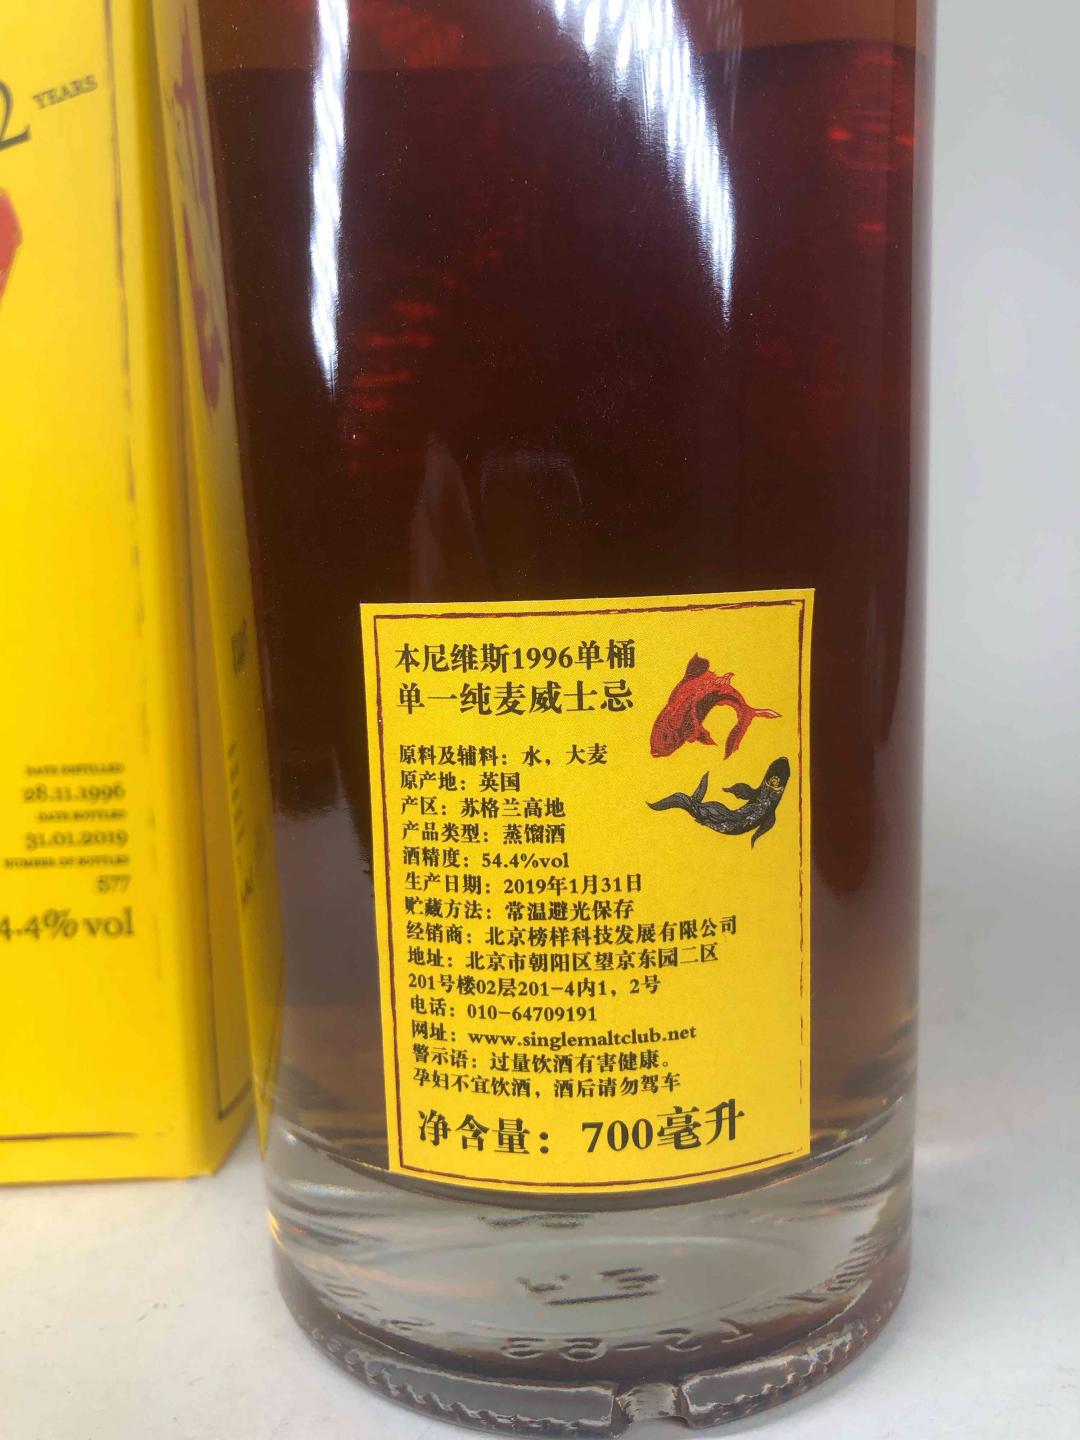 2 YEARS
DATE DISTILLED
28.11.1996
DATE BOTTLED
31.01.2019
NUMBER OF BOTTLES
577
4.4% vol
本尼维斯1996单桶
单一纯麦威士忌
原料及辅料：水，大麦
原产地：英国
产区：苏格兰高地
产品类型：蒸馏酒
酒精度：54.4%vol
生产日期：2019年1月31日
贮藏方法：常温避光保存
经销商：北京榜样科技发展有限公司
地址：北京市朝阳区望京东园二区
201号楼02层201-4内1，2号
电话：010-64709191
网址：www.singlemaltclub.net
警示语：过量饮酒有害健康。
孕妇不宜饮酒，酒后请勿驾车
净含量：700毫升